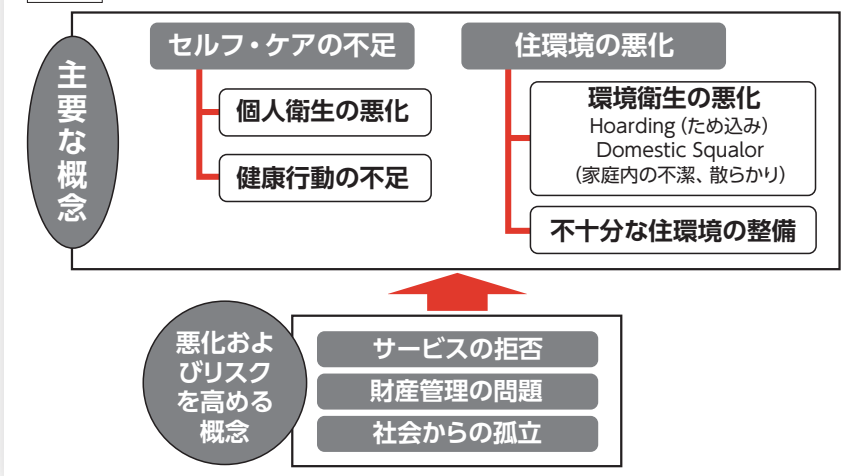 主要な概念
セルフ・ケアの不足
個人衛生の悪化
健康行動の不足
住環境の悪化
環境衛生の悪化
Hoarding (ため込み)
Domestic Squalor
(家庭内の不潔、散らかり)
不十分な住環境の整備
悪化およ
びリスク
を高める
概念
サービスの拒否
財産管理の問題
社会からの孤立